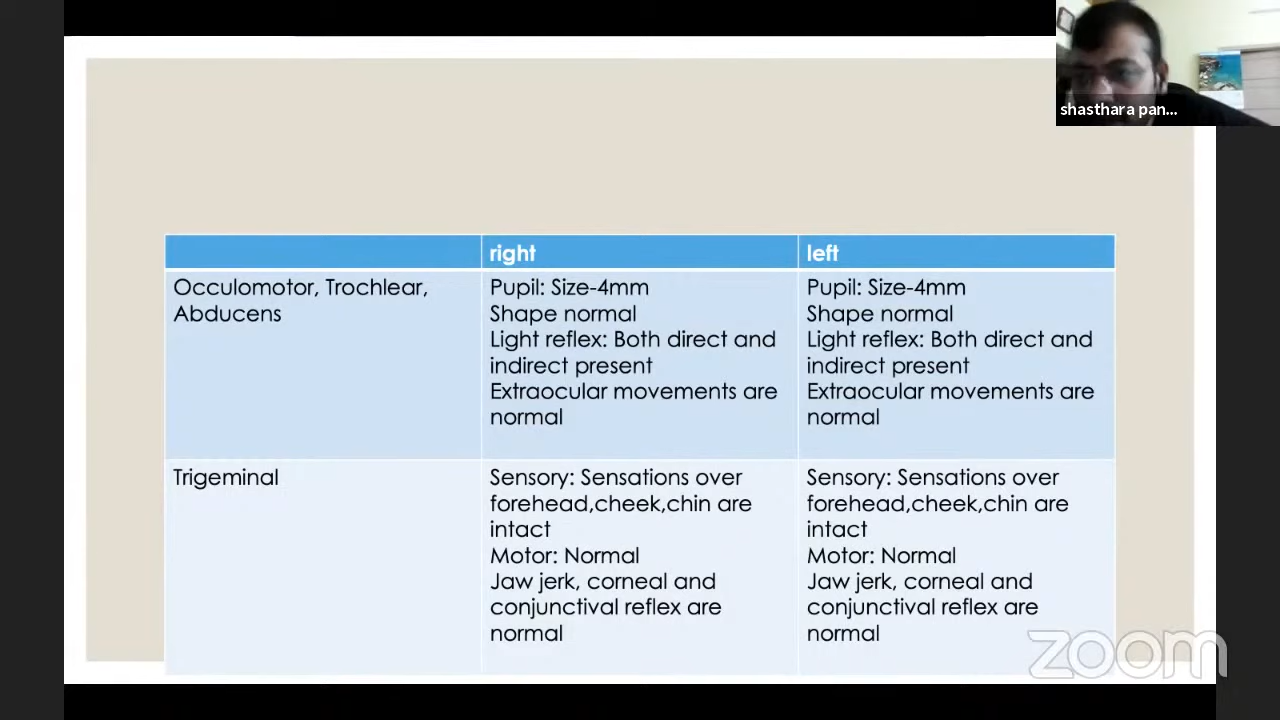 shasthara pan...
right
left
Occulomotor, Trochlear,
Abducens
Pupil: Size-4mm
Shape normal
Light reflex: Both direct and
indirect present
Extraocular movements are
normal
Pupil: Size-4mm
Shape normal
Light reflex: Both direct and
indirect present
Extraocular movements are
normal
Trigeminal
Sensory: Sensations over
forehead,cheek,chin are
intact
Motor: Normal
Jaw jerk, corneal and
conjunctival reflex are
normal
Sensory: Sensations over
forehead,cheek,chin are
intact
Motor: Normal
Jaw jerk, corneal and
conjunctival reflex are
normal
zoom